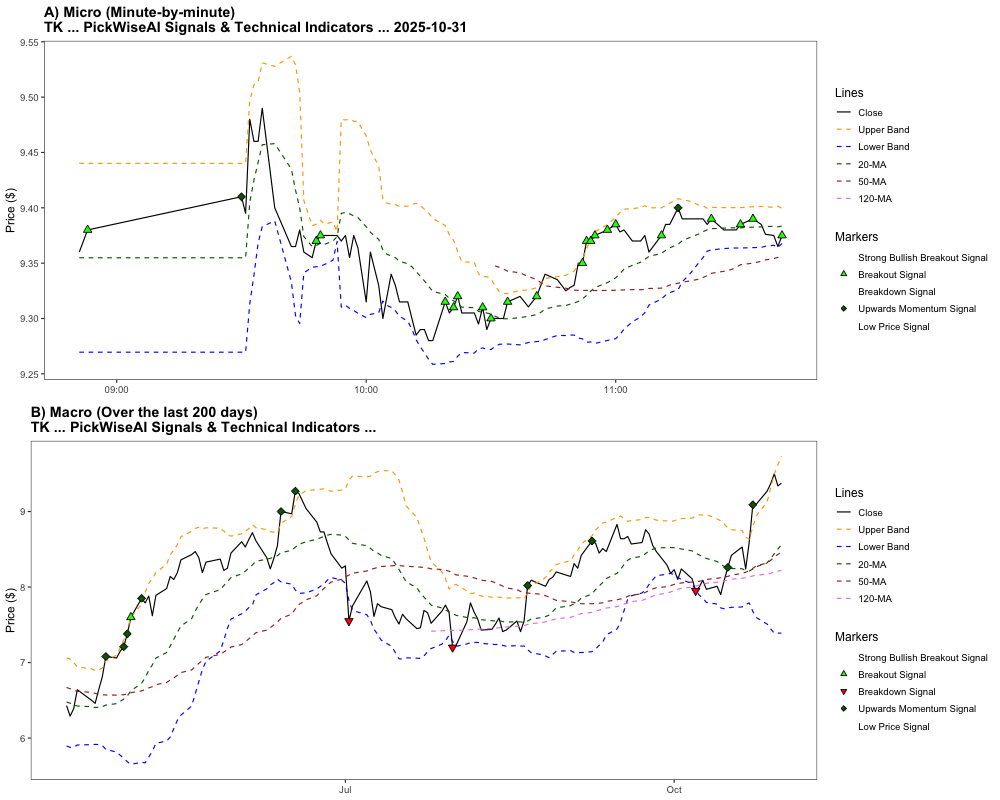 A) Micro (Minute-by-minute)
TK ... PickWiseAI Signals & Technical Indicators ... 2025-10-31
9.55
9.50
9.45
9.40
9.35
9.30
9.25
Price ($)
09:00
10:00
11:00
Lines
Close
Upper Band
Lower Band
20-MA
50-MA
120-MA
Markers
Strong Bullish Breakout Signal
Breakout Signal
Breakdown Signal
Upwards Momentum Signal
Low Price Signal
B) Macro (Over the last 200 days)
TK ... PickWiseAI Signals & Technical Indicators ...
9
8
7
6
Price ($)
Jul
Oct
Lines
Close
Upper Band
Lower Band
20-MA
50-MA
120-MA
Markers
Strong Bullish Breakout Signal
Breakout Signal
Breakdown Signal
Upwards Momentum Signal
Low Price Signal